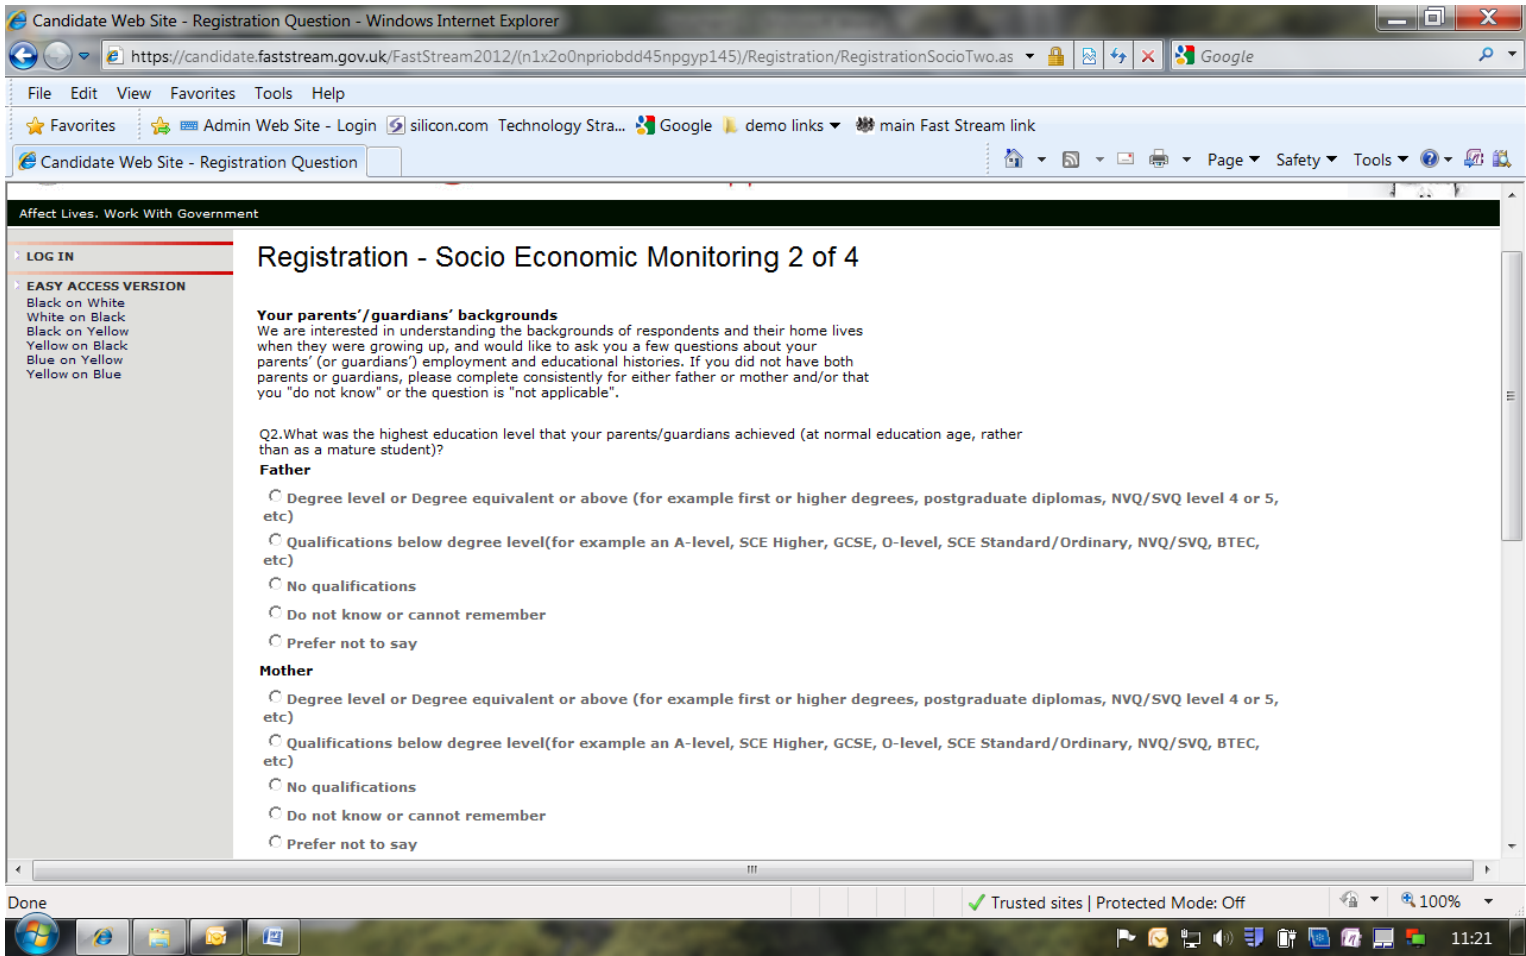 Candidate Web Site - Registration Question - Windows Internet Explorer
https://candidate.faststream.gov.uk/FastStream2012/(n1x2o0npriobdd45npgyp145)/Registration/RegistrationSocioTwo.as
Google
File Edit View Favorites Tools Help
Favorites Admin Web Site - Login silicon.com Technology Stra... Google demo links main Fast Stream link
Candidate Web Site - Registration Question
Page Safety Tools
Affect Lives. Work With Government
LOG IN
EASY ACCESS VERSION
Black on White
White on Black
Black on Yellow
Yellow on Black
Blue on Yellow
Yellow on Blue
Registration - Socio Economic Monitoring 2 of 4
Your parents’/guardians’ backgrounds
We are interested in understanding the backgrounds of respondents and their home lives
when they were growing up, and would like to ask you a few questions about your
parents’ (or guardians’) employment and educational histories. If you did not have both
parents or guardians, please complete consistently for either father or mother and/or that
you "do not know" or the question is "not applicable".
Q2.What was the highest education level that your parents/guardians achieved (at normal education age, rather
than as a mature student)?
Father
Degree level or Degree equivalent or above (for example first or higher degrees, postgraduate diplomas, NVQ/SVQ level 4 or 5,
etc)
Qualifications below degree level(for example an A-level, SCE Higher, GCSE, O-level, SCE Standard/Ordinary, NVQ/SVQ, BTEC,
etc)
No qualifications
Do not know or cannot remember
Prefer not to say
Mother
Degree level or Degree equivalent or above (for example first or higher degrees, postgraduate diplomas, NVQ/SVQ level 4 or 5,
etc)
Qualifications below degree level(for example an A-level, SCE Higher, GCSE, O-level, SCE Standard/Ordinary, NVQ/SVQ, BTEC,
etc)
No qualifications
Do not know or cannot remember
Prefer not to say
Done
Trusted sites | Protected Mode: Off
100%
11:21